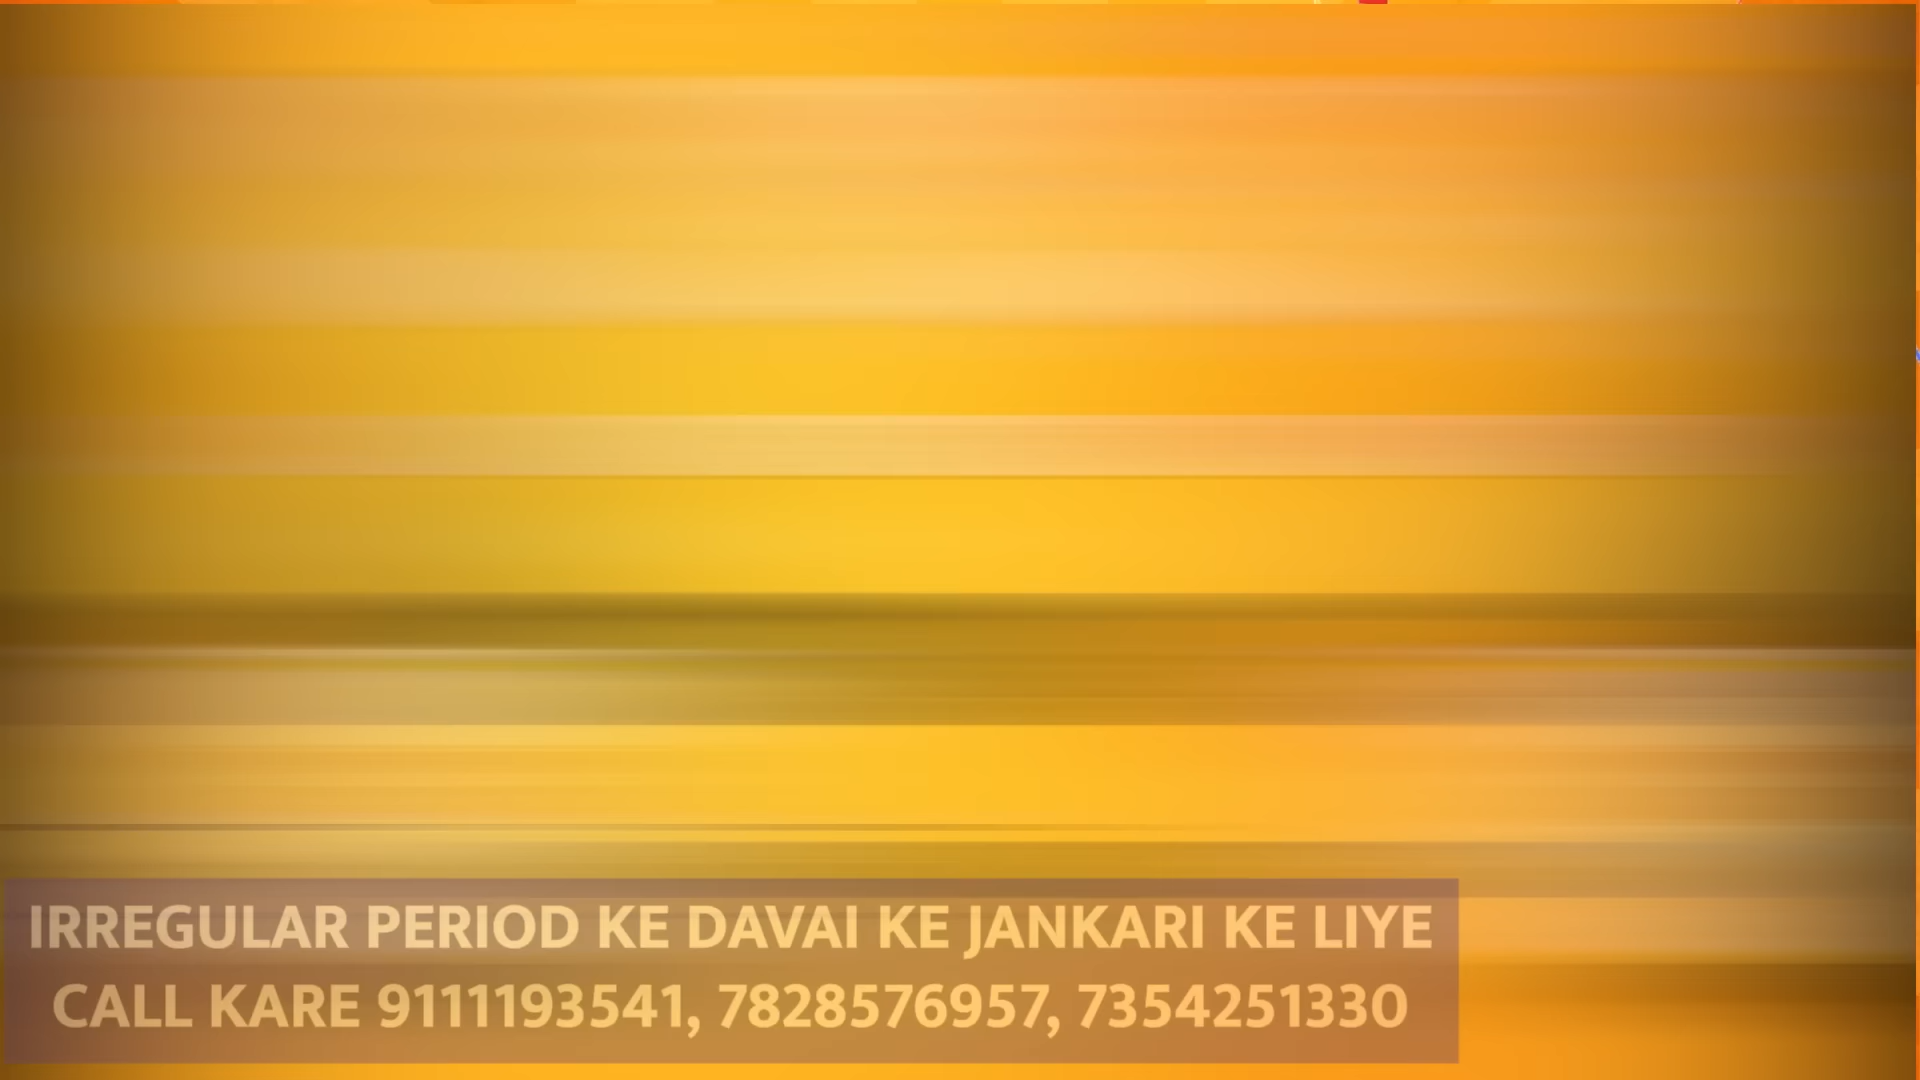 IRREGULAR PERIOD KE DAVAI KE JANKARI KE LIYE
CALL KARE 9111193541, 7828576957, 7354251330